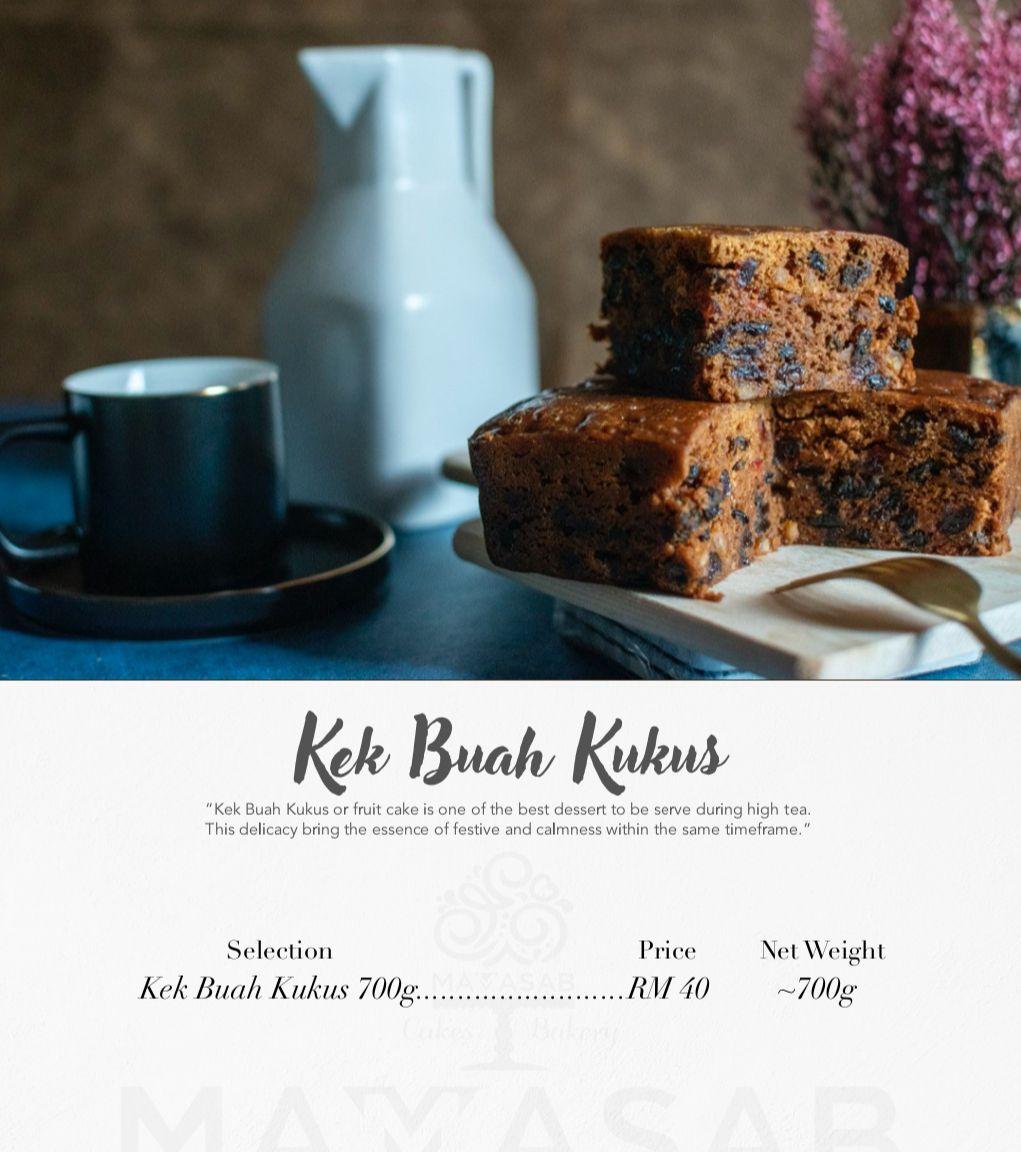 Kek Buah Kukus
“Kek Buah Kukus or fruit cake is one of the best dessert to be serve during high tea.
This delicacy bring the essence of festive and calmness within the same timeframe.”
Selection Price Net Weight
Kek Buah Kukus 700g..........................RM 40 ~700g
MAYASAB
Cakes & Bakery
MAYASAB